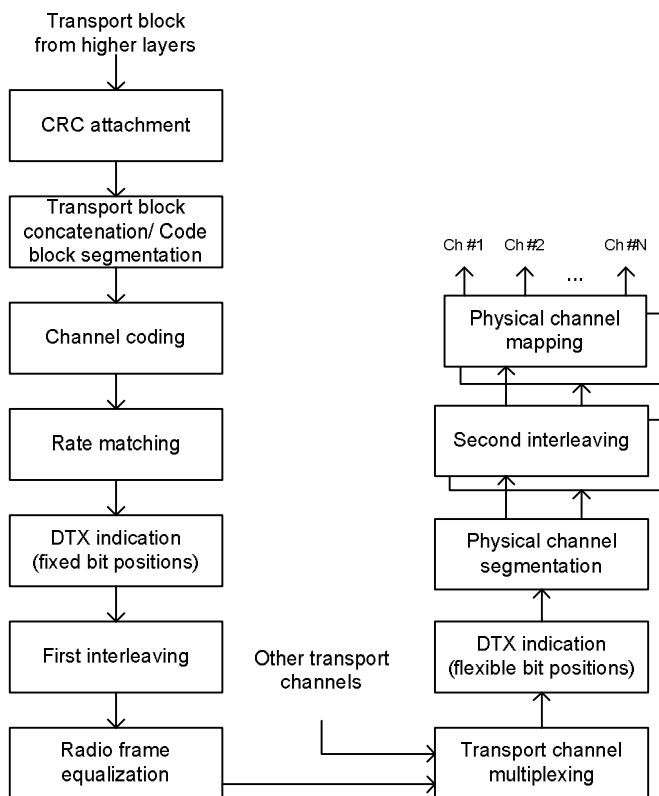 Transport block
from higher layers
CRC attachment
Transport block
concatenation/ Code
block segmentation
Channel coding
Rate matching
DTX indication
(fixed bit positions)
First interleaving
Radio frame
equalization
Other transport
channels
Ch #1 Ch #2 ... Ch #N
Physical channel
mapping
Second interleaving
Physical channel
segmentation
DTX indication
(flexible bit positions)
Transport channel
multiplexing